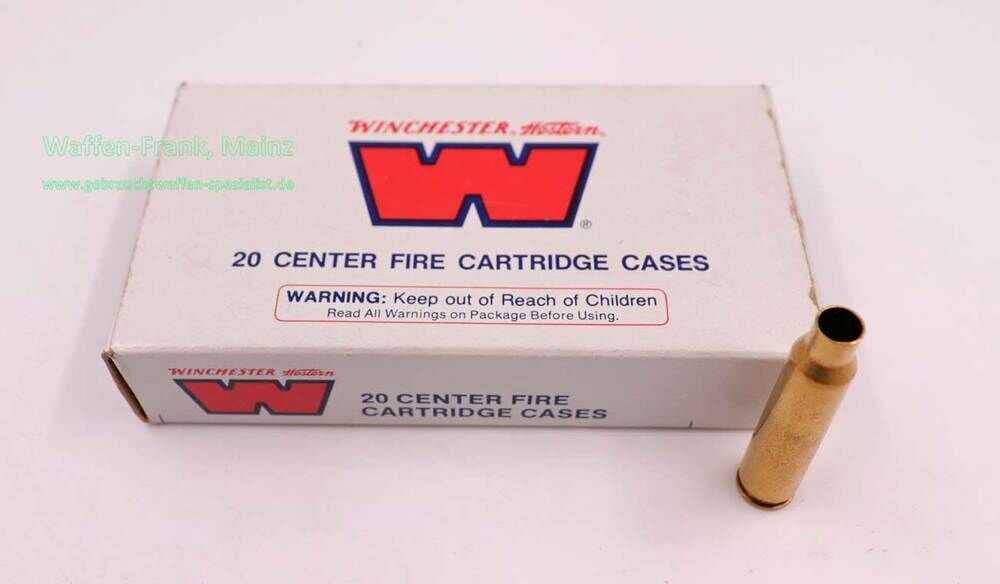 Waffen-Frank, Mainz
www.gebrauchtwaffen-spezialist.de
WINCHESTER Western
W
®
20 CENTER FIRE CARTRIDGE CASES
WARNING: Keep out of Reach of Children
Read All Warnings on Package Before Using.
WINCHESTER Western
W
20 CENTER FIRE
CARTRIDGE CASES